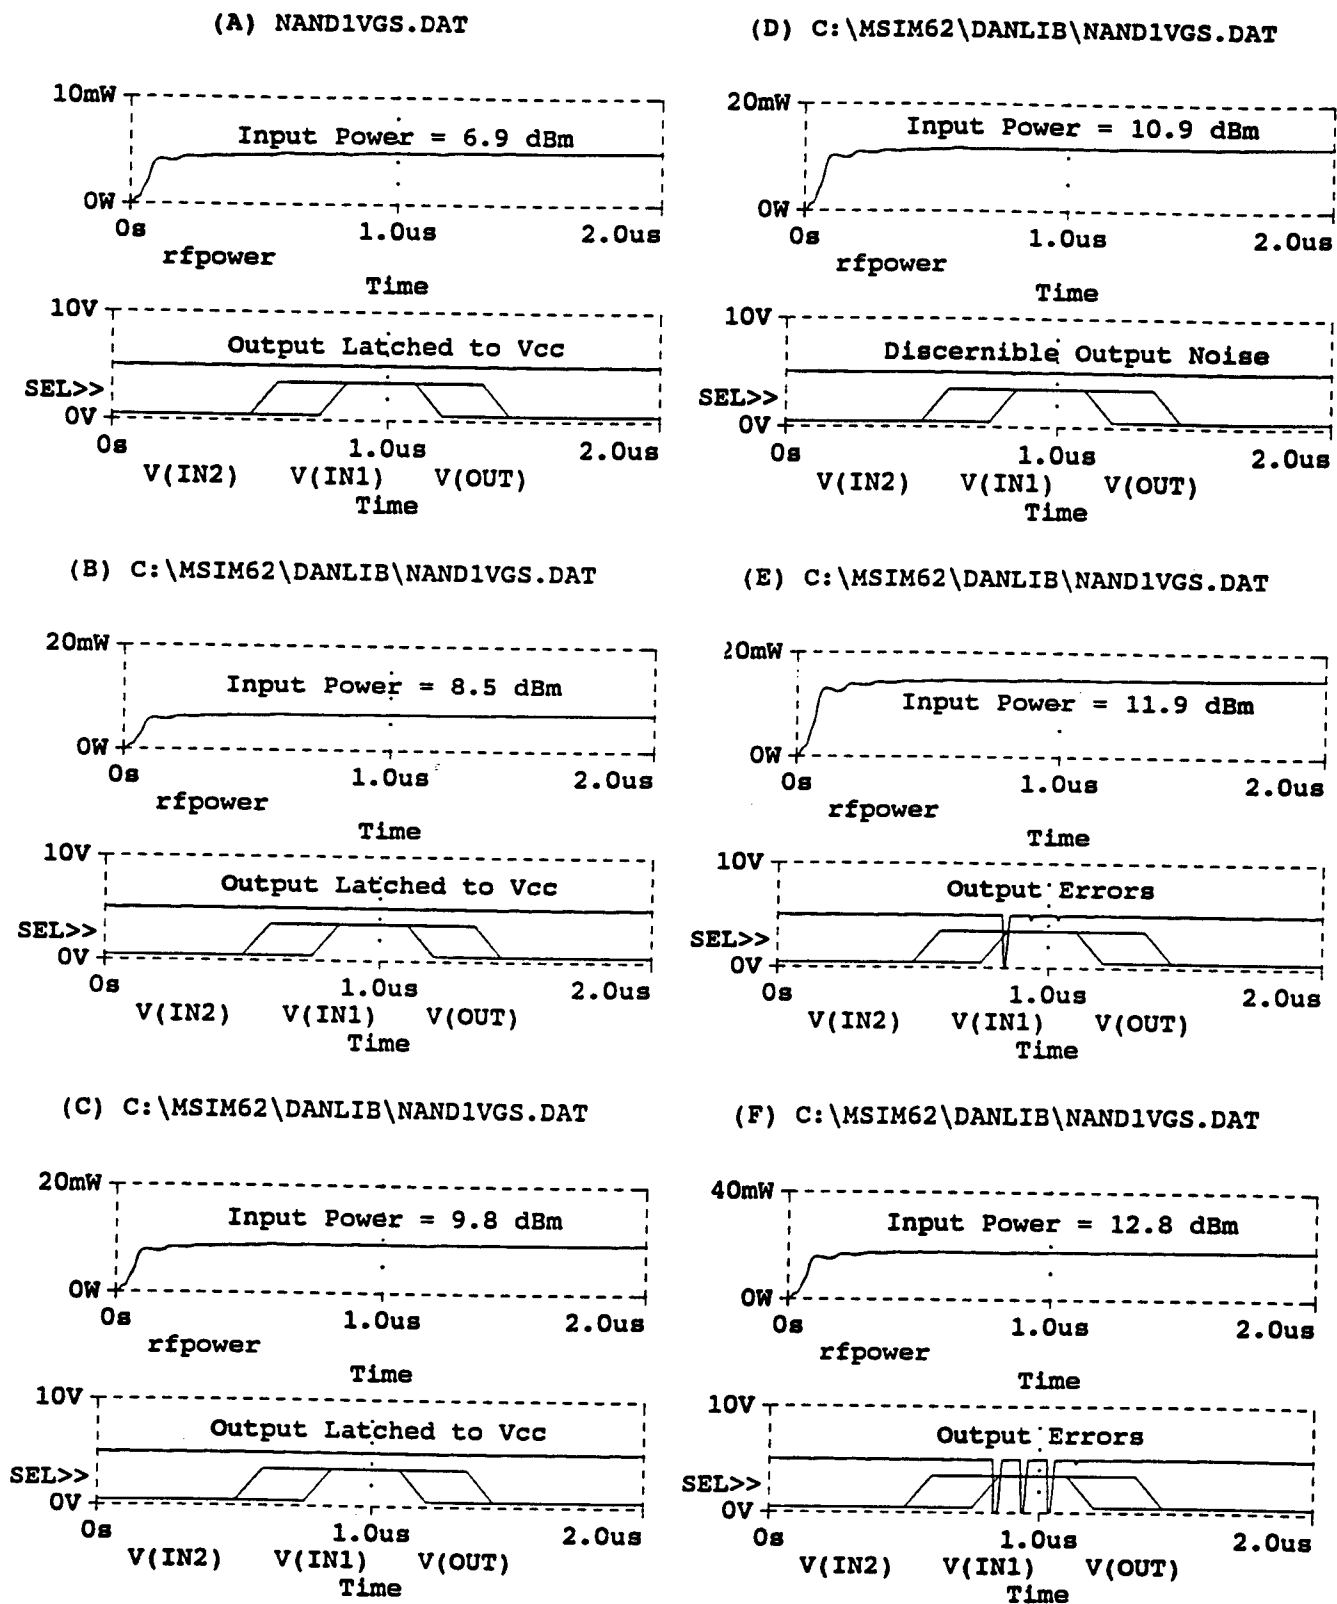 (A) NAND1VGS.DAT
10mW
Input Power = 6.9 dBm
0W
0s 1.0us 2.0us
rfpower
Time
10V
Output Latched to Vcc
SEL>>
0V
0s 1.0us 2.0us
V(IN2) V(IN1) V(OUT)
Time
(B) C:\MSIM62\DANLIB\NAND1VGS.DAT
20mW
Input Power = 8.5 dBm
0W
0s 1.0us 2.0us
rfpower
Time
10V
Output Latched to Vcc
SEL>>
0V
0s 1.0us 2.0us
V(IN2) V(IN1) V(OUT)
Time
(C) C:\MSIM62\DANLIB\NAND1VGS.DAT
20mW
Input Power = 9.8 dBm
0W
0s 1.0us 2.0us
rfpower
Time
10V
Output Latched to Vcc
SEL>>
0V
0s 1.0us 2.0us
V(IN2) V(IN1) V(OUT)
Time
(D) C:\MSIM62\DANLIB\NAND1VGS.DAT
20mW
Input Power = 10.9 dBm
0W
0s 1.0us 2.0us
rfpower
Time
10V
Discernible Output Noise
SEL>>
0V
0s 1.0us 2.0us
V(IN2) V(IN1) V(OUT)
Time
(E) C:\MSIM62\DANLIB\NAND1VGS.DAT
20mW
Input Power = 11.9 dBm
0W
0s 1.0us 2.0us
rfpower
Time
10V
Output Errors
SEL>>
0V
0s 1.0us 2.0us
V(IN2) V(IN1) V(OUT)
Time
(F) C:\MSIM62\DANLIB\NAND1VGS.DAT
40mW
Input Power = 12.8 dBm
0W
0s 1.0us 2.0us
rfpower
Time
10V
Output Errors
SEL>>
0V
0s 1.0us 2.0us
V(IN2) V(IN1) V(OUT)
Time